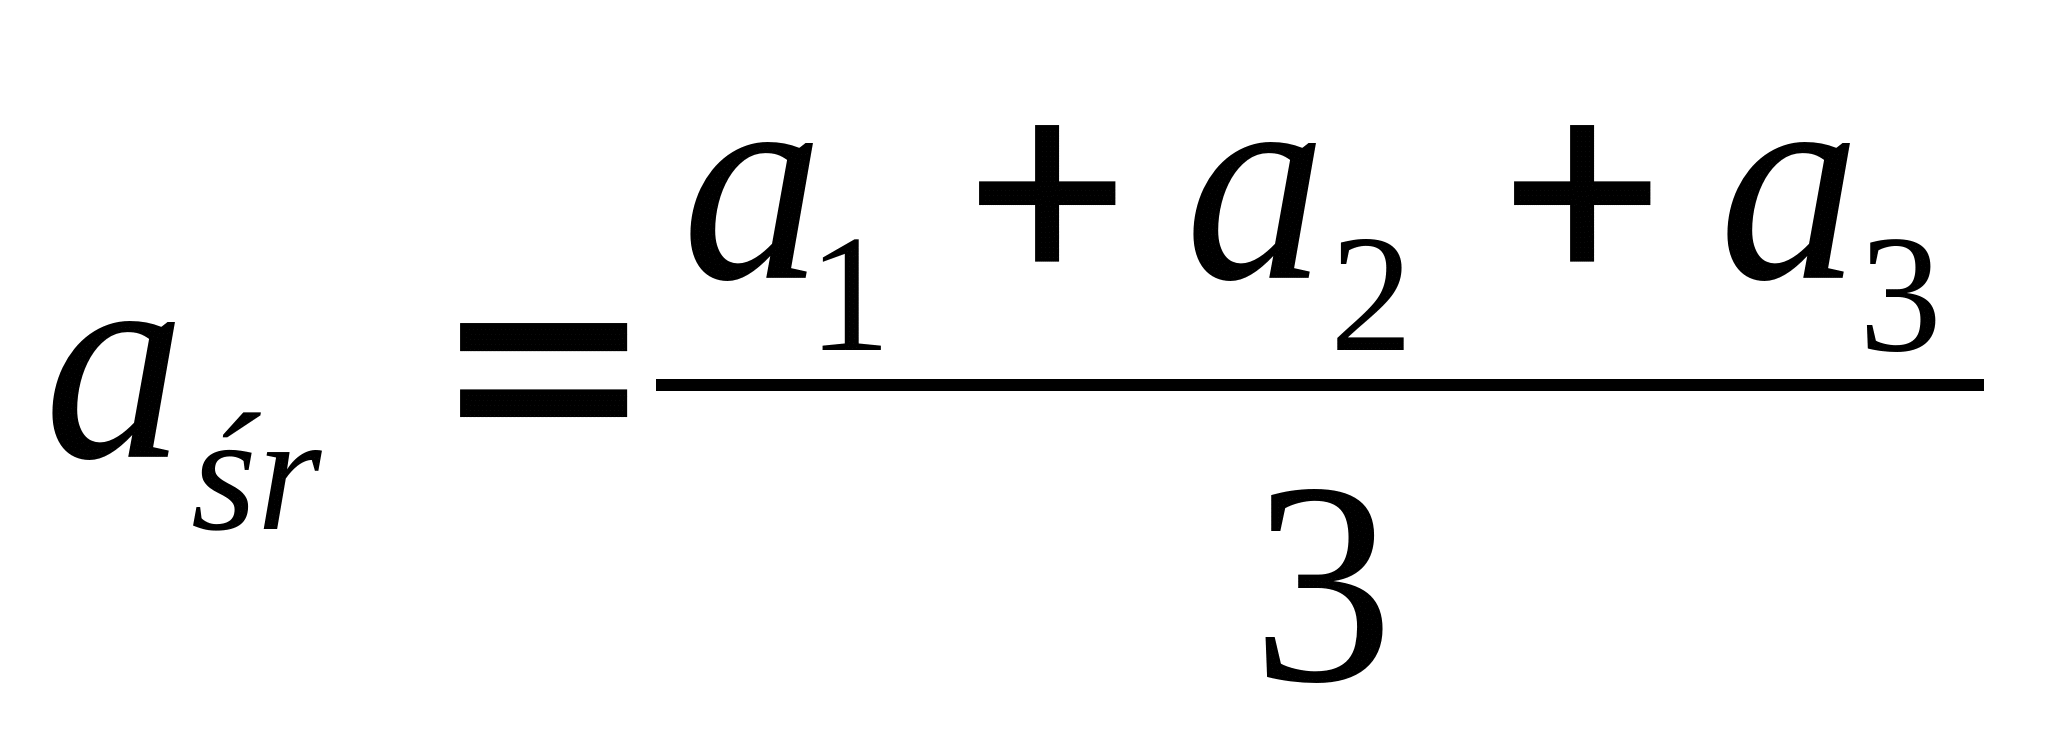 a_śr = (a_1 + a_2 + a_3) / 3